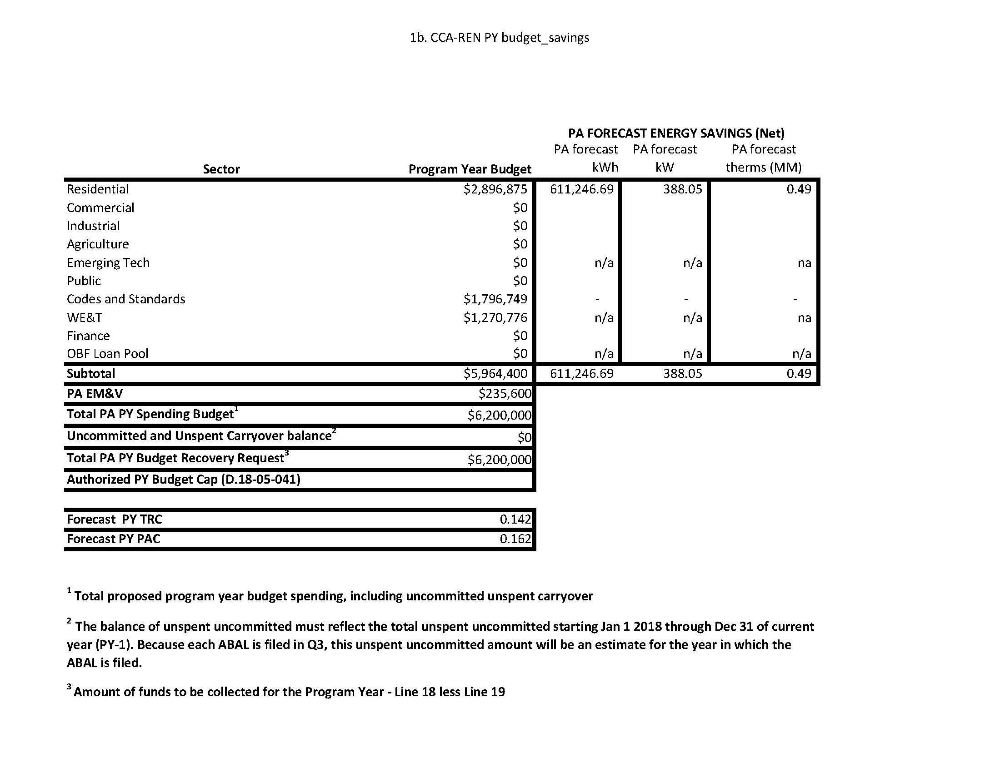 1b. CCA-REN PY budget_savings
PA FORECAST ENERGY SAVINGS (Net)
Sector Program Year Budget PA forecast kWh PA forecast kW PA forecast therms (MM)
Residential $2,896,875 611,246.69 388.05 0.49
Commercial $0
Industrial $0
Agriculture $0
Emerging Tech $0 n/a n/a na
Public $0
Codes and Standards $1,796,749 - - -
WE&T $1,270,776 n/a n/a na
Finance $0
OBF Loan Pool $0 n/a n/a n/a
Subtotal $5,964,400 611,246.69 388.05 0.49
PA EM&V $235,600
Total PA PY Spending Budget¹ $6,200,000
Uncommitted and Unspent Carryover balance² $0
Total PA PY Budget Recovery Request³ $6,200,000
Authorized PY Budget Cap (D.18-05-041)
Forecast PY TRC 0.142
Forecast PY PAC 0.162
¹ Total proposed program year budget spending, including uncommitted unspent carryover
² The balance of unspent uncommitted must reflect the total unspent uncommitted starting Jan 1 2018 through Dec 31 of current
year (PY-1). Because each ABAL is filed in Q3, this unspent uncommitted amount will be an estimate for the year in which the
ABAL is filed.
³ Amount of funds to be collected for the Program Year - Line 18 less Line 19